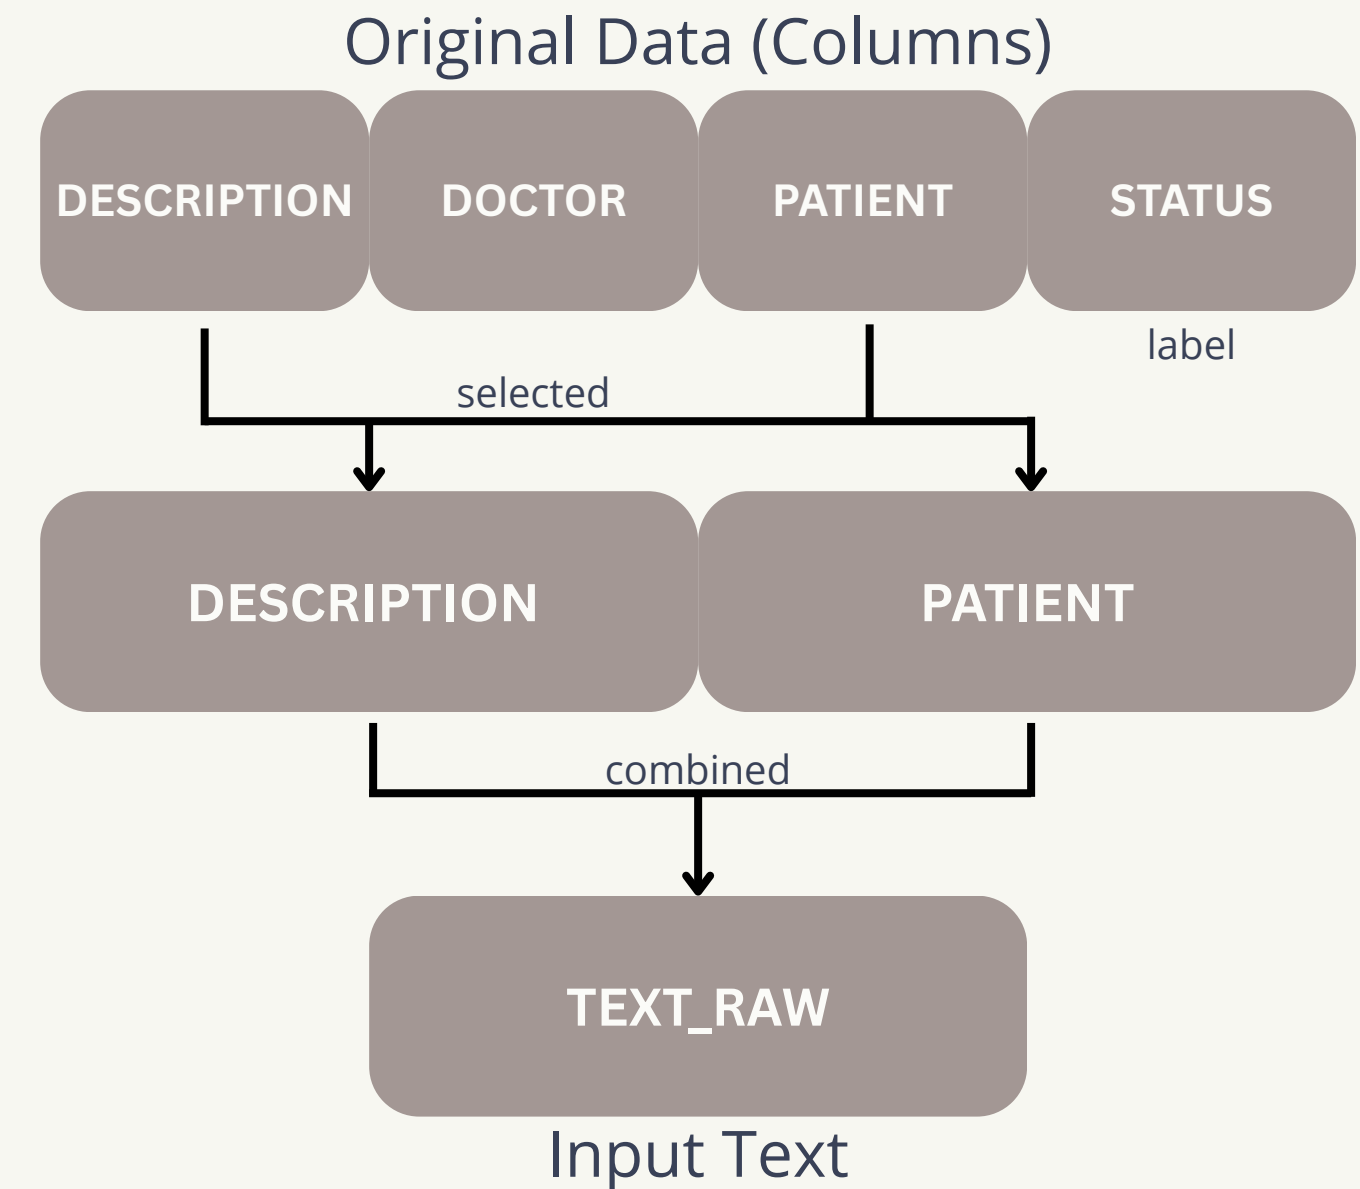 Original Data (Columns)
DESCRIPTION DOCTOR PATIENT STATUS
label
selected
DESCRIPTION PATIENT
combined
TEXT_RAW
Input Text